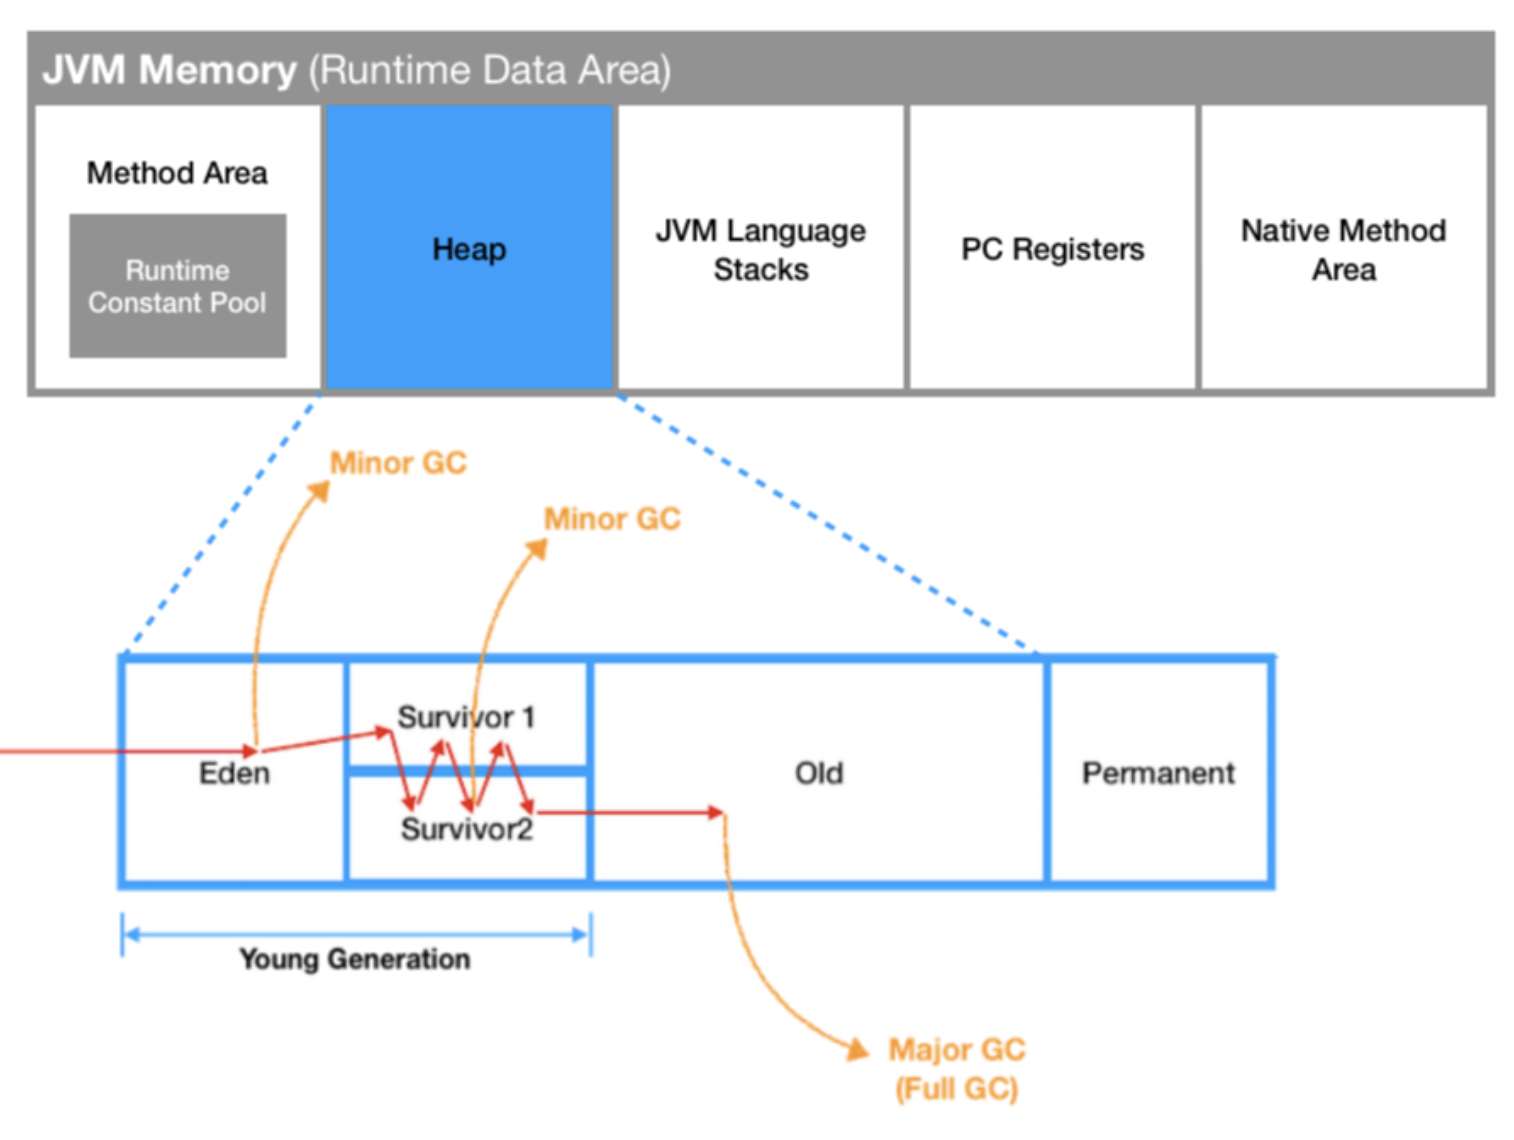 JVM Memory (Runtime Data Area)
Method Area
Runtime
Constant Pool
Heap
JVM Language
Stacks
PC Registers
Native Method
Area
Minor GC
Minor GC
Eden
Survivor 1
Survivor2
Old
Permanent
Young Generation
Major GC
(Full GC)